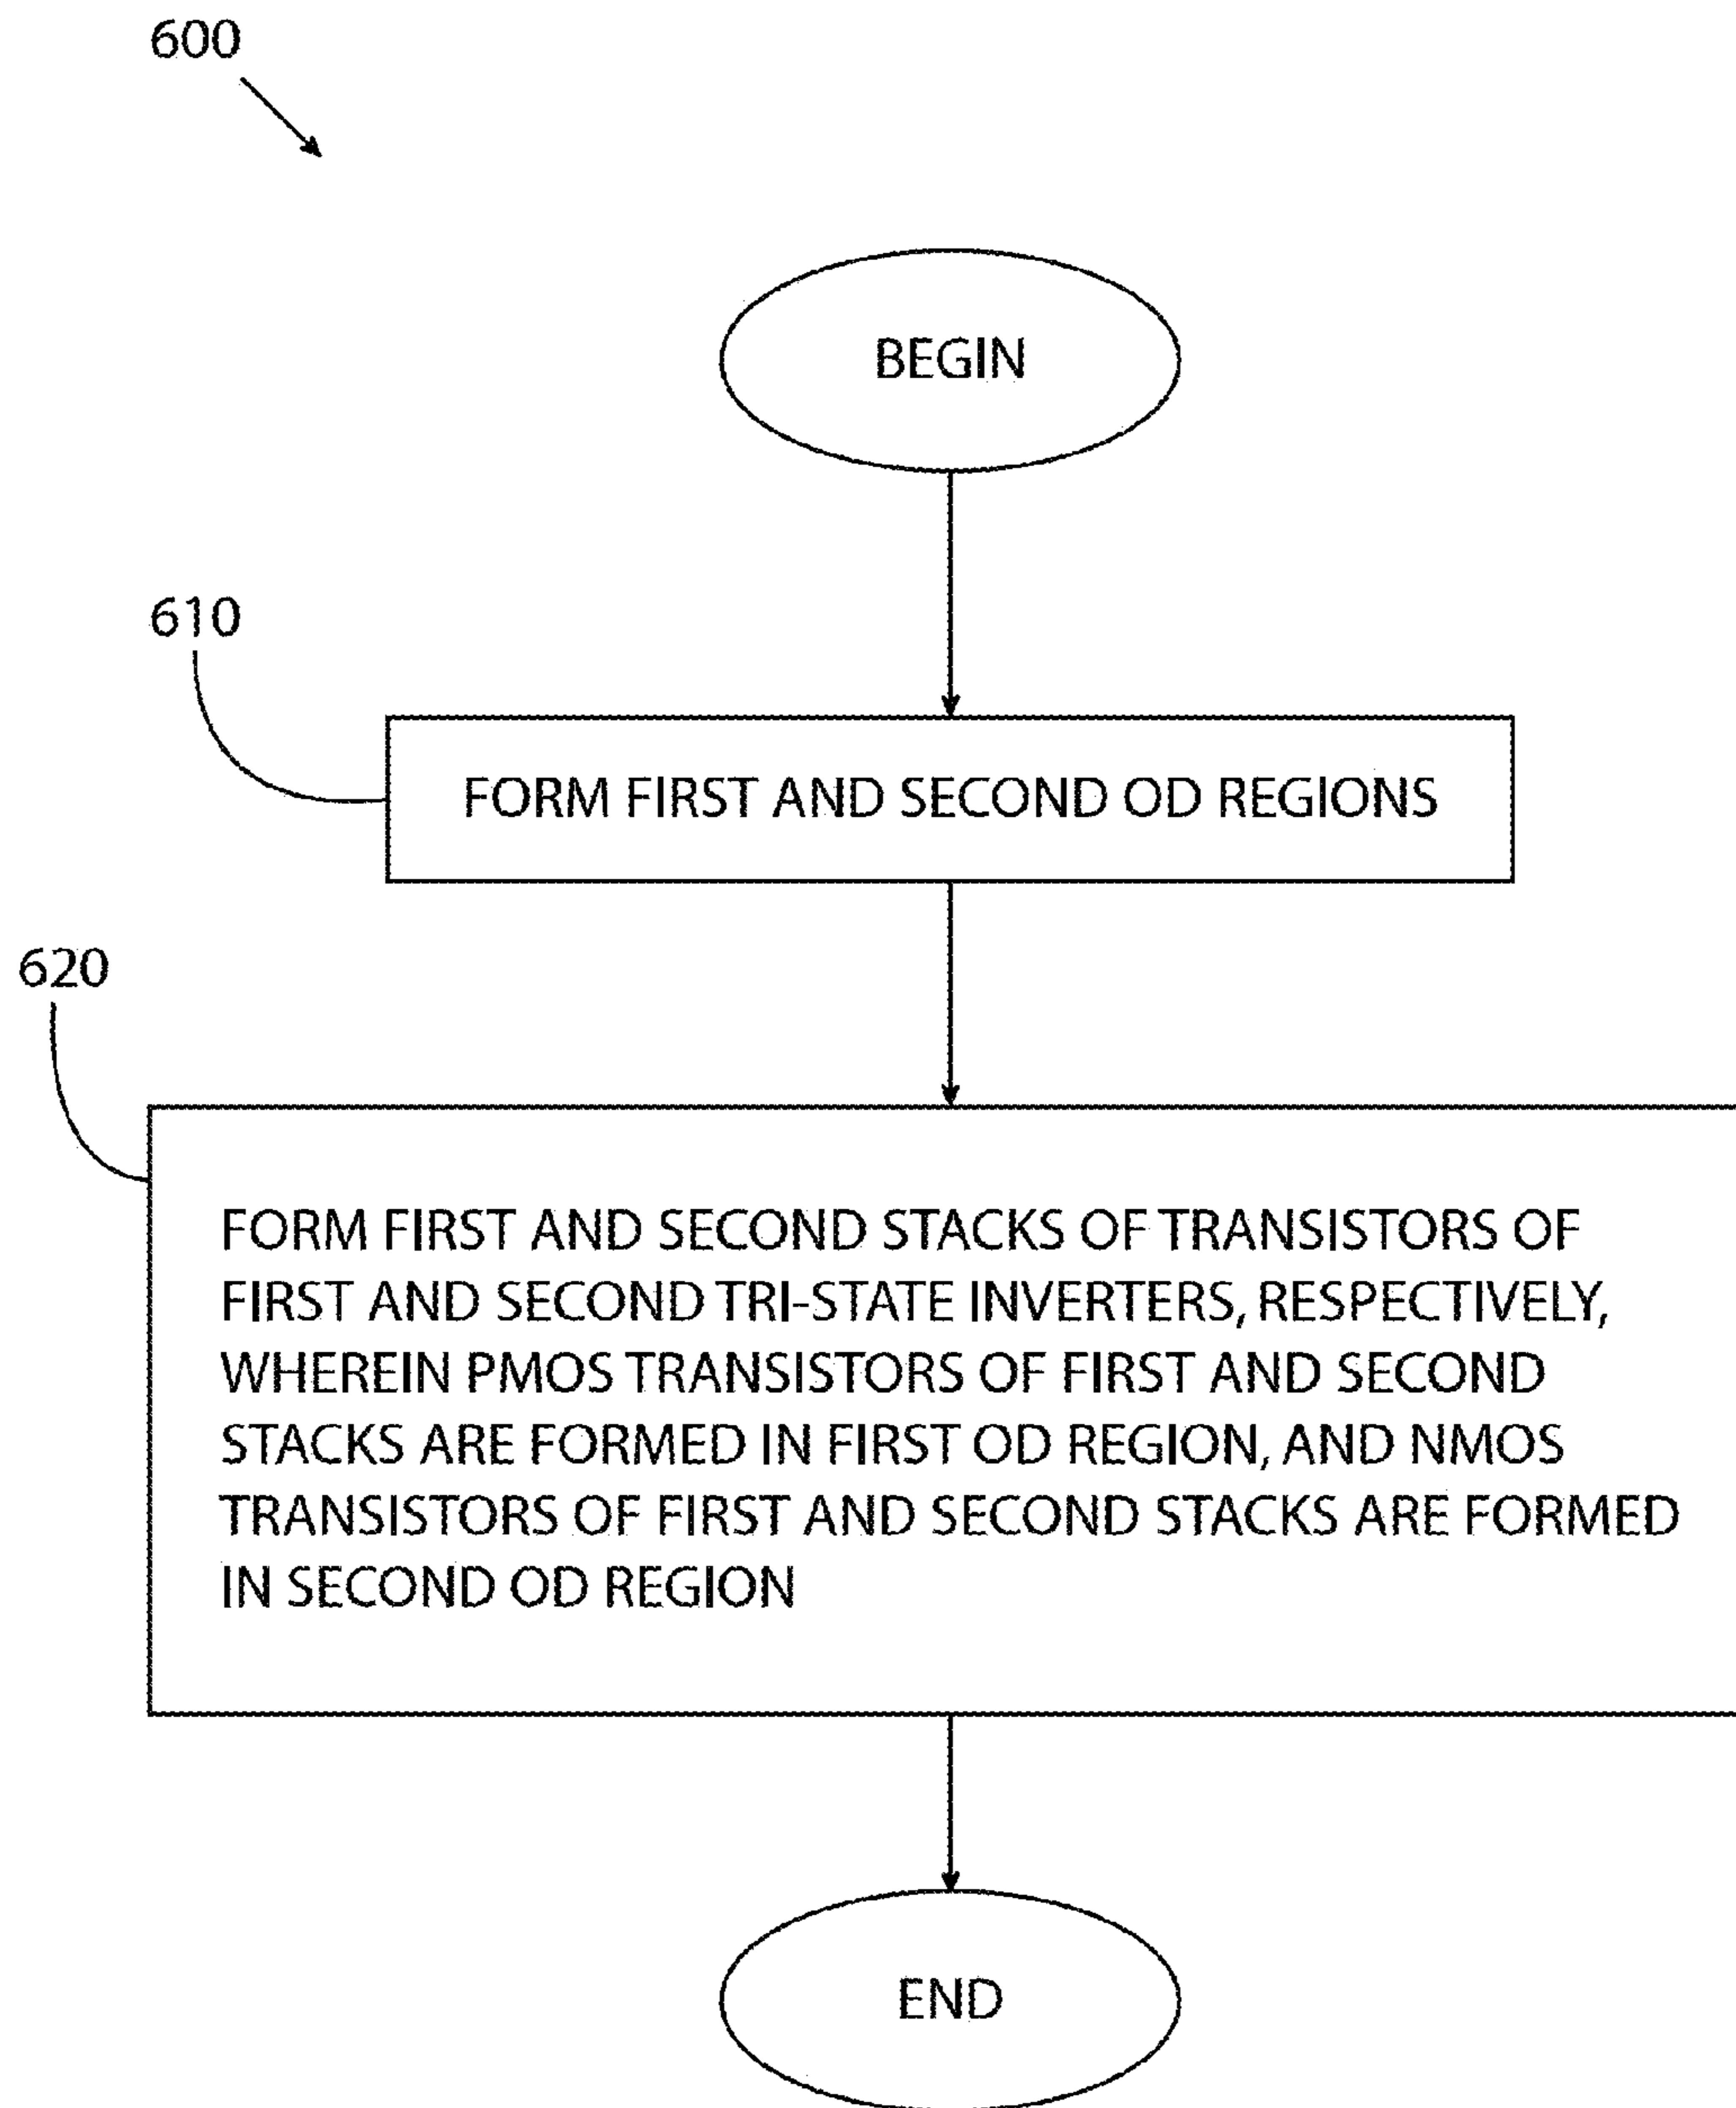 600
BEGIN
610
FORM FIRST AND SECOND OD REGIONS
620
FORM FIRST AND SECOND STACKS OF TRANSISTORS OF
FIRST AND SECOND TRI-STATE INVERTERS, RESPECTIVELY,
WHEREIN PMOS TRANSISTORS OF FIRST AND SECOND
STACKS ARE FORMED IN FIRST OD REGION, AND NMOS
TRANSISTORS OF FIRST AND SECOND STACKS ARE FORMED
IN SECOND OD REGION
END